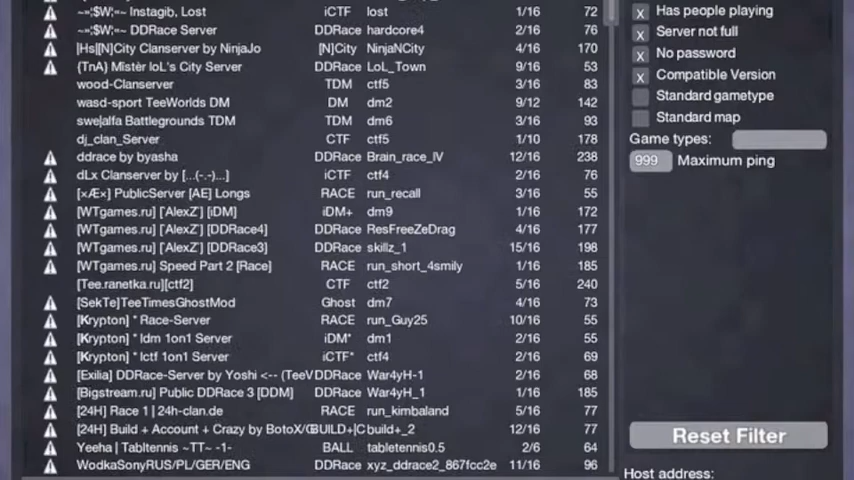 ~»;$W;«~ Instagib, Lost iCTF lost 1/16 72
~»;$W;«~ DDRace Server DDRace hardcore4 2/16 76
[Hs][N]City Clanserver by NinjaJo [N]City NinjaNCity 4/16 170
{TnA} Mistèr loL's City Server DDRace LoL_Town 9/16 53
wood-Clanserver TDM ctf5 3/16 83
wasd-sport TeeWorlds DM DM dm2 9/12 142
swe|alfa Battlegrounds TDM TDM dm6 3/16 93
dj_clan_Server CTF ctf5 1/10 178
ddrace by byasha DDRace Brain_race_IV 12/16 238
dLx Clanserver by [...(-.-)...] iCTF ctf4 2/16 76
[×Æ×] PublicServer [AE] Longs RACE run_recall 3/16 55
[WTgames.ru] ['AlexZ'] [iDM] iDM+ dm9 1/16 172
[WTgames.ru] ['AlexZ'] [DDRace4] DDRace ResFreeZeDrag 4/16 177
[WTgames.ru] ['AlexZ'] [DDRace3] DDRace skillz_1 15/16 198
[WTgames.ru] Speed Part 2 [Race] RACE run_short_4smily 1/16 185
[Tee.ranetka.ru][ctf2] CTF ctf2 5/16 240
[SekTe]TeeTimesGhostMod Ghost dm7 4/16 73
[Krypton] * Race-Server RACE run_Guy25 10/16 55
[Krypton] * Idm 1on1 Server iDM* dm1 2/16 55
[Krypton] * Ictf 1on1 Server iCTF* ctf4 2/16 69
[Exilia] DDRace-Server by Yoshi <-- (TeeV DDRace War4yH-1 2/16 68
[Bigstream.ru] Public DDRace 3 [DDM] DDRace War4yH_1 1/16 185
[24H] Race 1 | 24h-clan.de RACE run_kimbaland 5/16 77
[24H] Build + Account + Crazy by BotoX/ BUILD+|C build+_2 12/16 77
Yeeha | Tabltennis ~TT~ -1- BALL tabletennis0.5 2/6 64
WodkaSonyRUS/PL/GER/ENG DDRace xyz_ddrace2_867fcc2e 11/16 96
x Has people playing
x Server not full
x No password
x Compatible Version
Standard gametype
Standard map
Game types:
999 Maximum ping
Reset Filter
Host address: